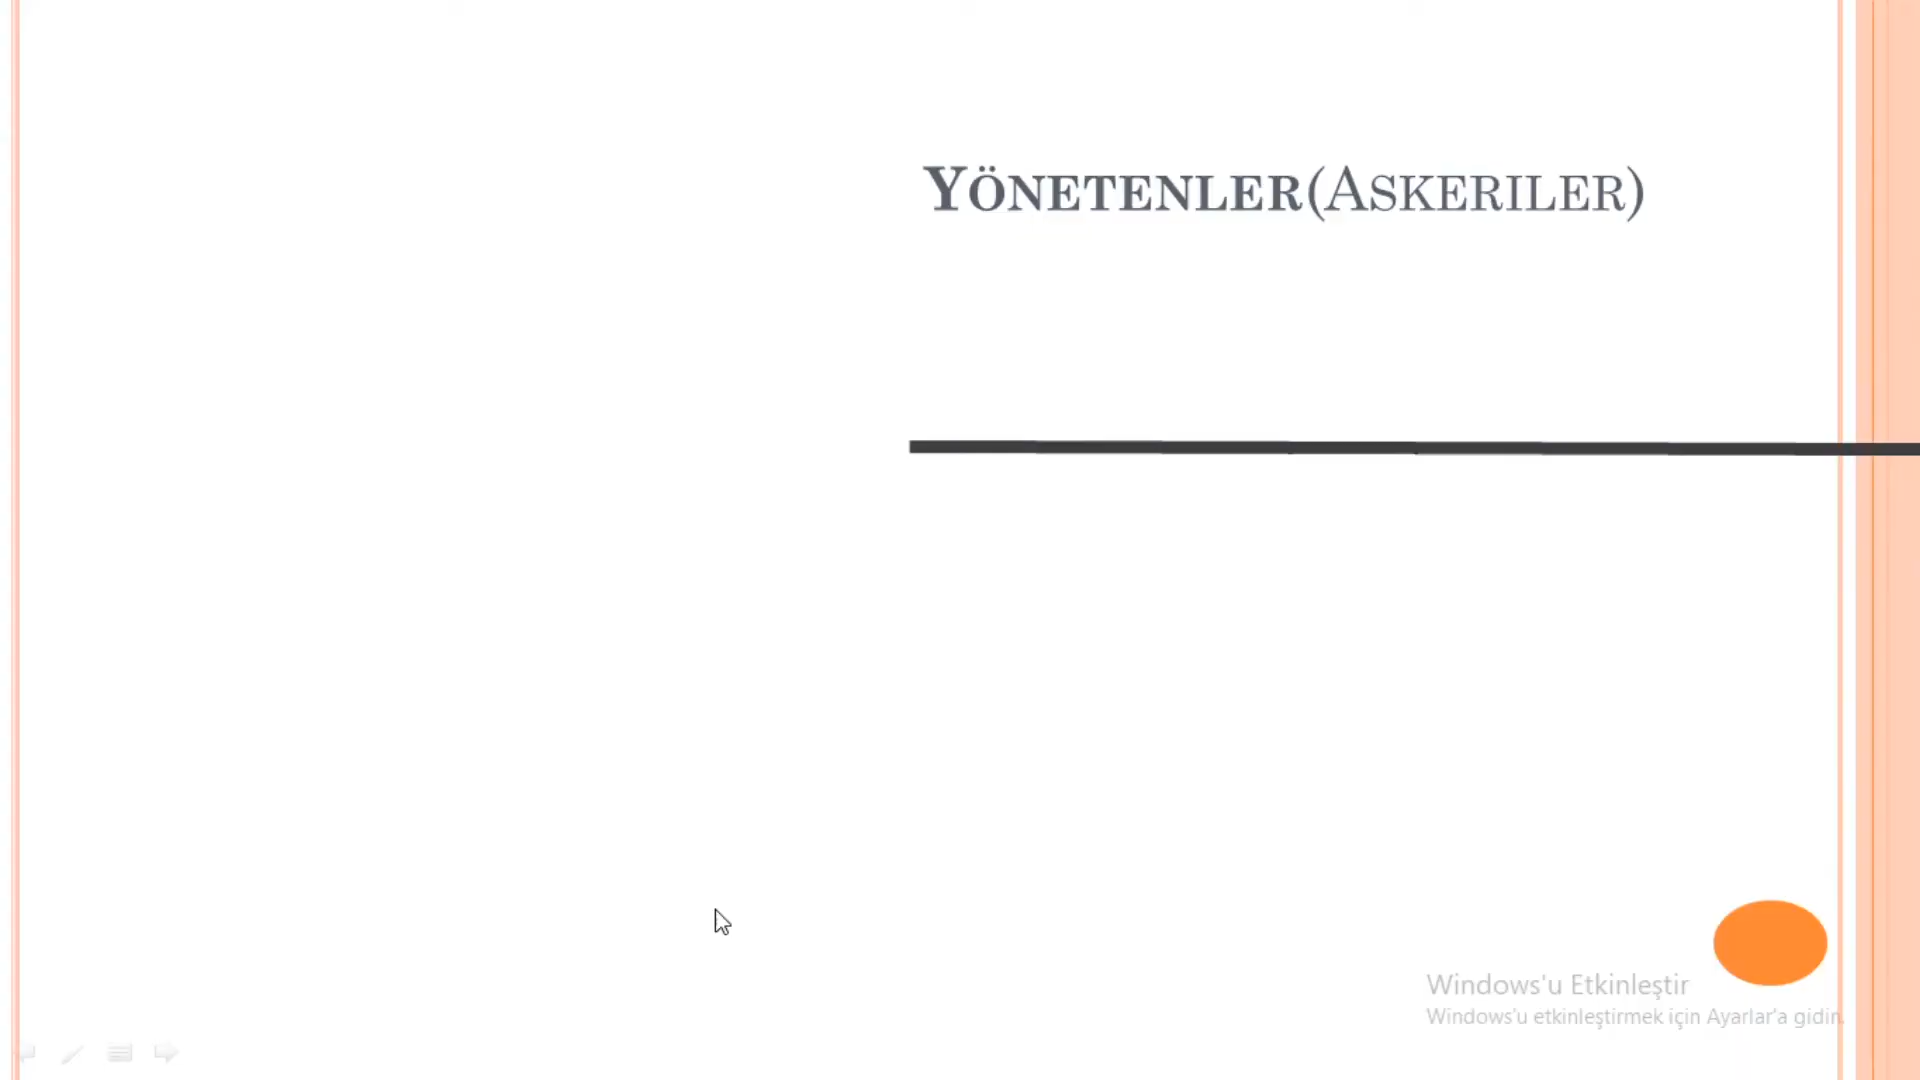 YÖNETENLER(ASKERILER)
Windows'u Etkinleştir
Windows'u etkinleştirmek için Ayarlar'a gidin.